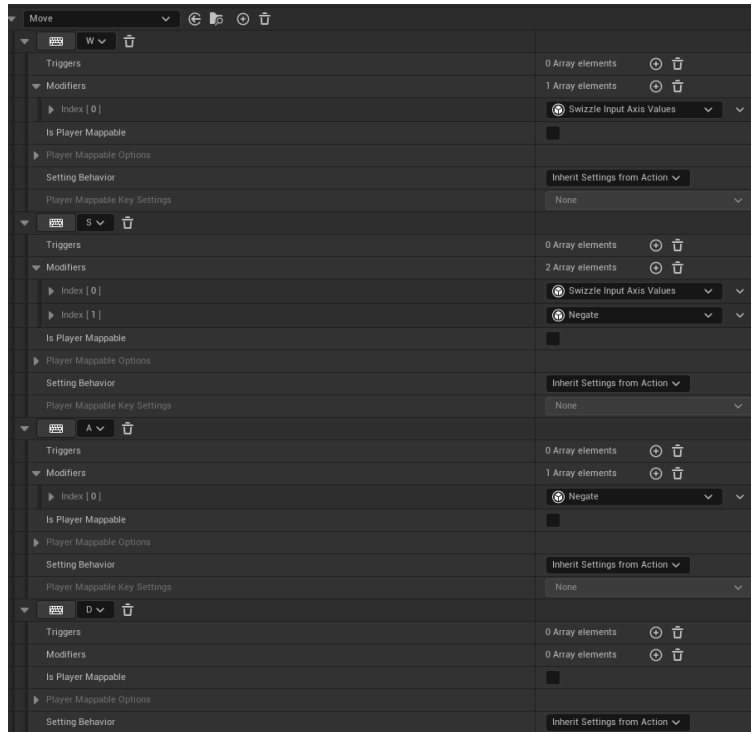 Move
W
Triggers 0 Array elements
Modifiers 1 Array elements
Index [ 0 ] Swizzle Input Axis Values
Is Player Mappable
Player Mappable Options
Setting Behavior Inherit Settings from Action
Player Mappable Key Settings None
S
Triggers 0 Array elements
Modifiers 2 Array elements
Index [ 0 ] Swizzle Input Axis Values
Index [ 1 ] Negate
Is Player Mappable
Player Mappable Options
Setting Behavior Inherit Settings from Action
Player Mappable Key Settings None
A
Triggers 0 Array elements
Modifiers 1 Array elements
Index [ 0 ] Negate
Is Player Mappable
Player Mappable Options
Setting Behavior Inherit Settings from Action
Player Mappable Key Settings None
D
Triggers 0 Array elements
Modifiers 0 Array elements
Is Player Mappable
Player Mappable Options
Setting Behavior Inherit Settings from Action